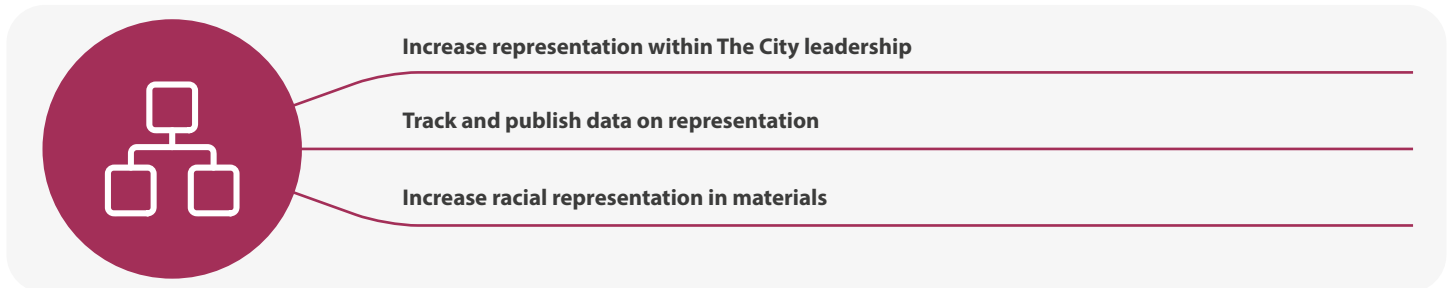 Increase representation within The City leadership
Track and publish data on representation
Increase racial representation in materials